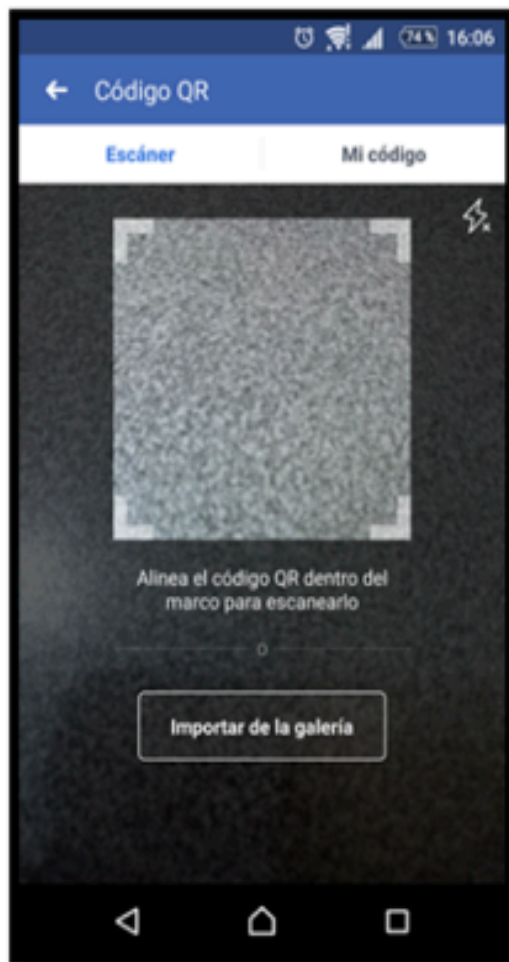 74% 16:06
Código QR
Escáner Mi código
Alinea el código QR dentro del
marco para escanearlo
o
Importar de la galería